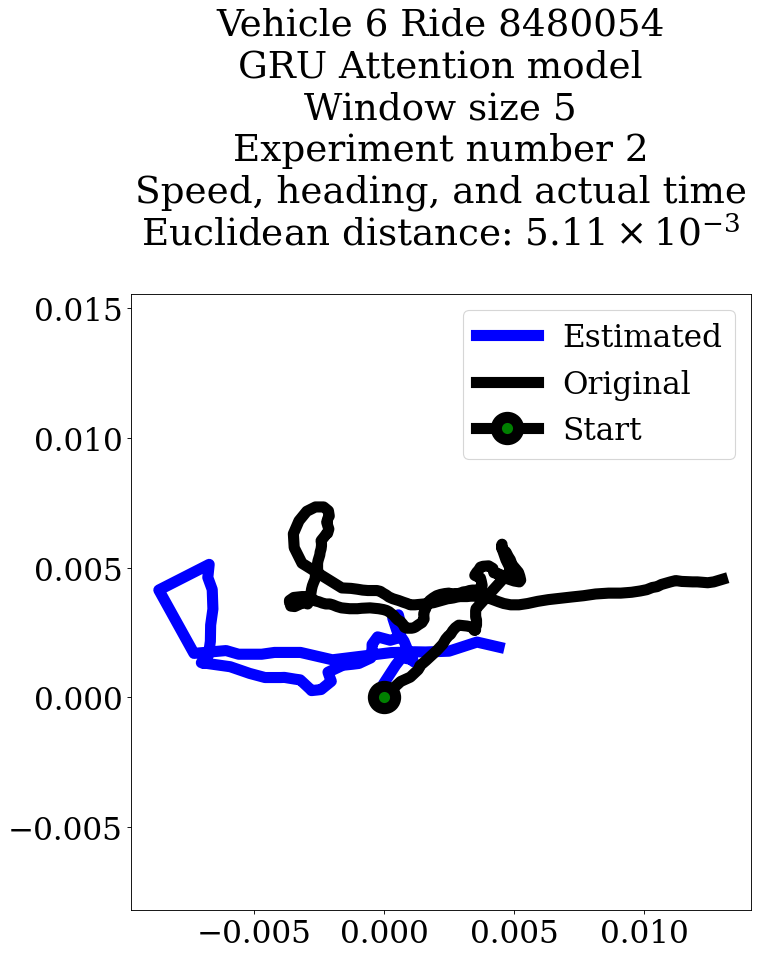 Vehicle 6 Ride 8480054
GRU Attention model
Window size 5
Experiment number 2
Speed, heading, and actual time
Euclidean distance: 5.11 × 10⁻³
0.015
0.010
0.005
0.000
−0.005
Estimated
Original
Start
−0.005 0.000 0.005 0.010